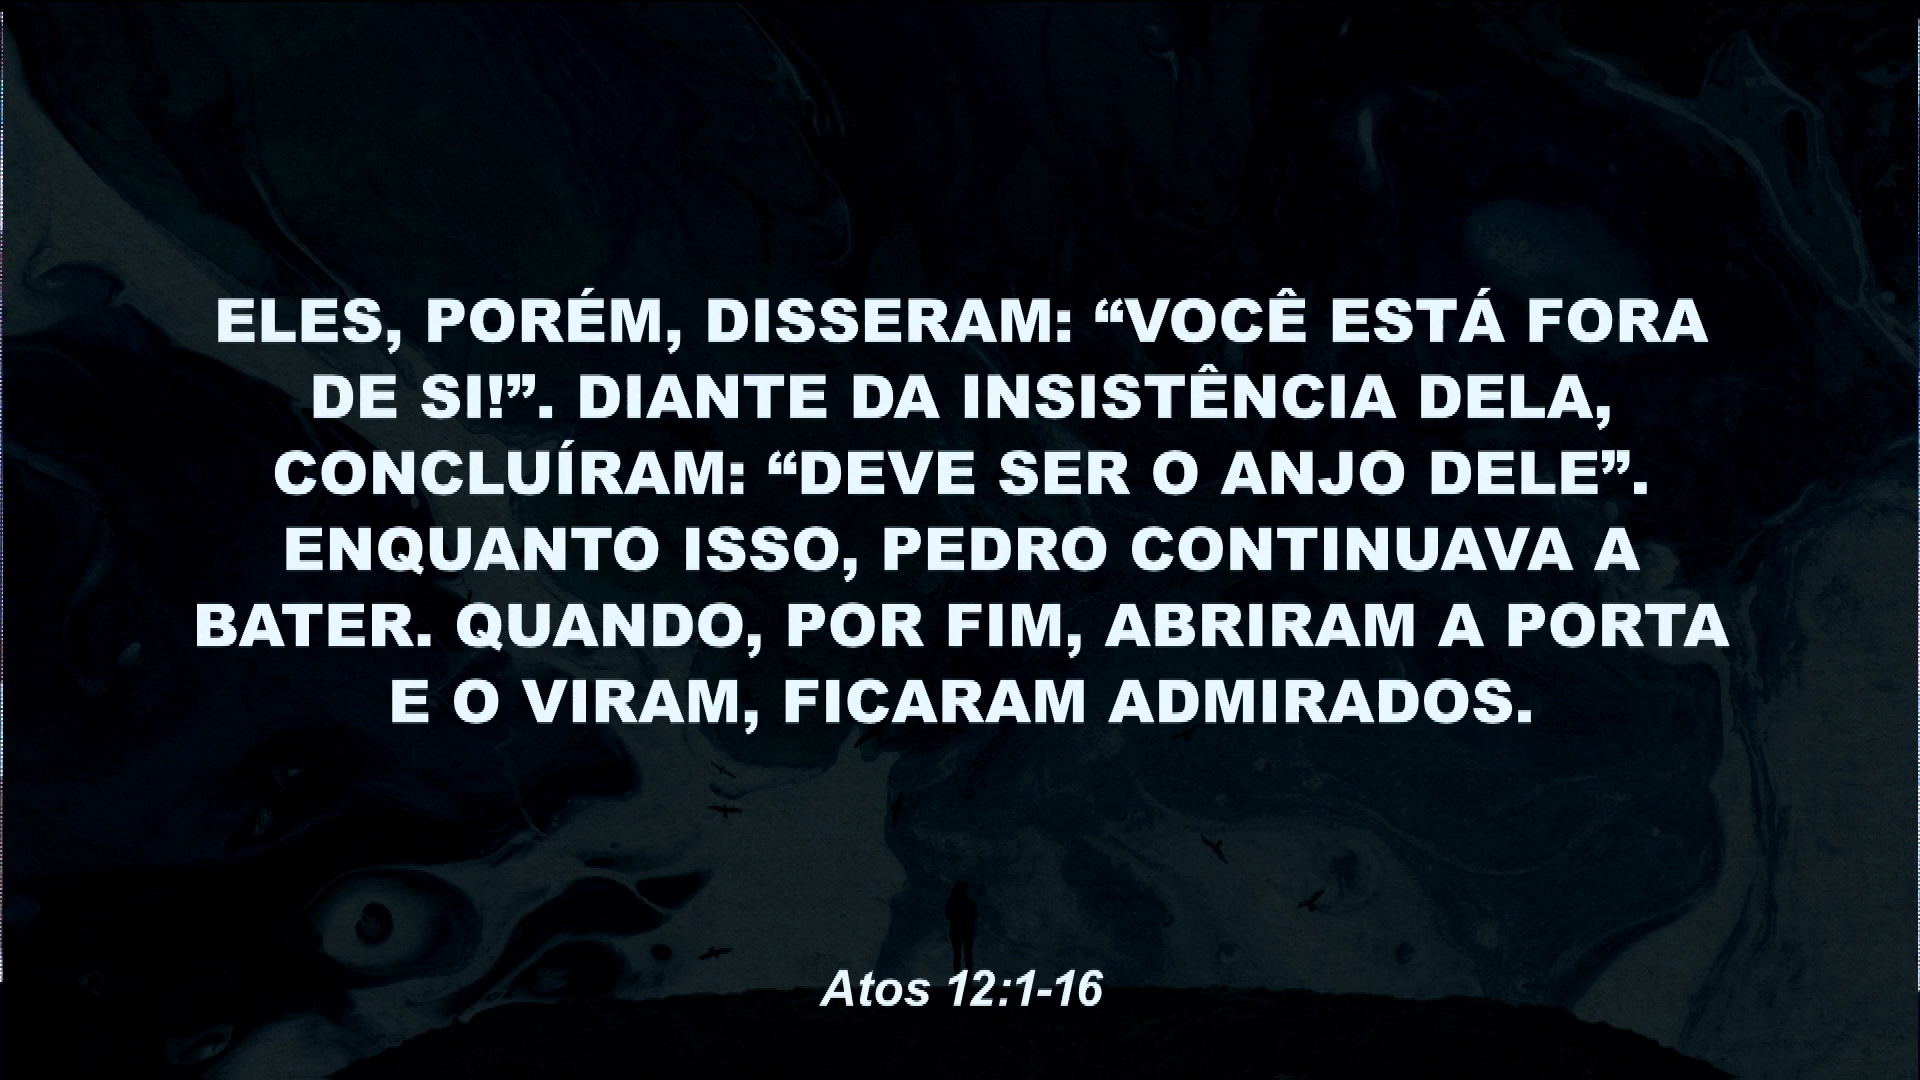 ELES, PORÉM, DISSERAM: “VOCÊ ESTÁ FORA
DE SI!”. DIANTE DA INSISTÊNCIA DELA,
CONCLUÍRAM: “DEVE SER O ANJO DELE”.
ENQUANTO ISSO, PEDRO CONTINUAVA A
BATER. QUANDO, POR FIM, ABRIRAM A PORTA
E O VIRAM, FICARAM ADMIRADOS.
Atos 12:1-16